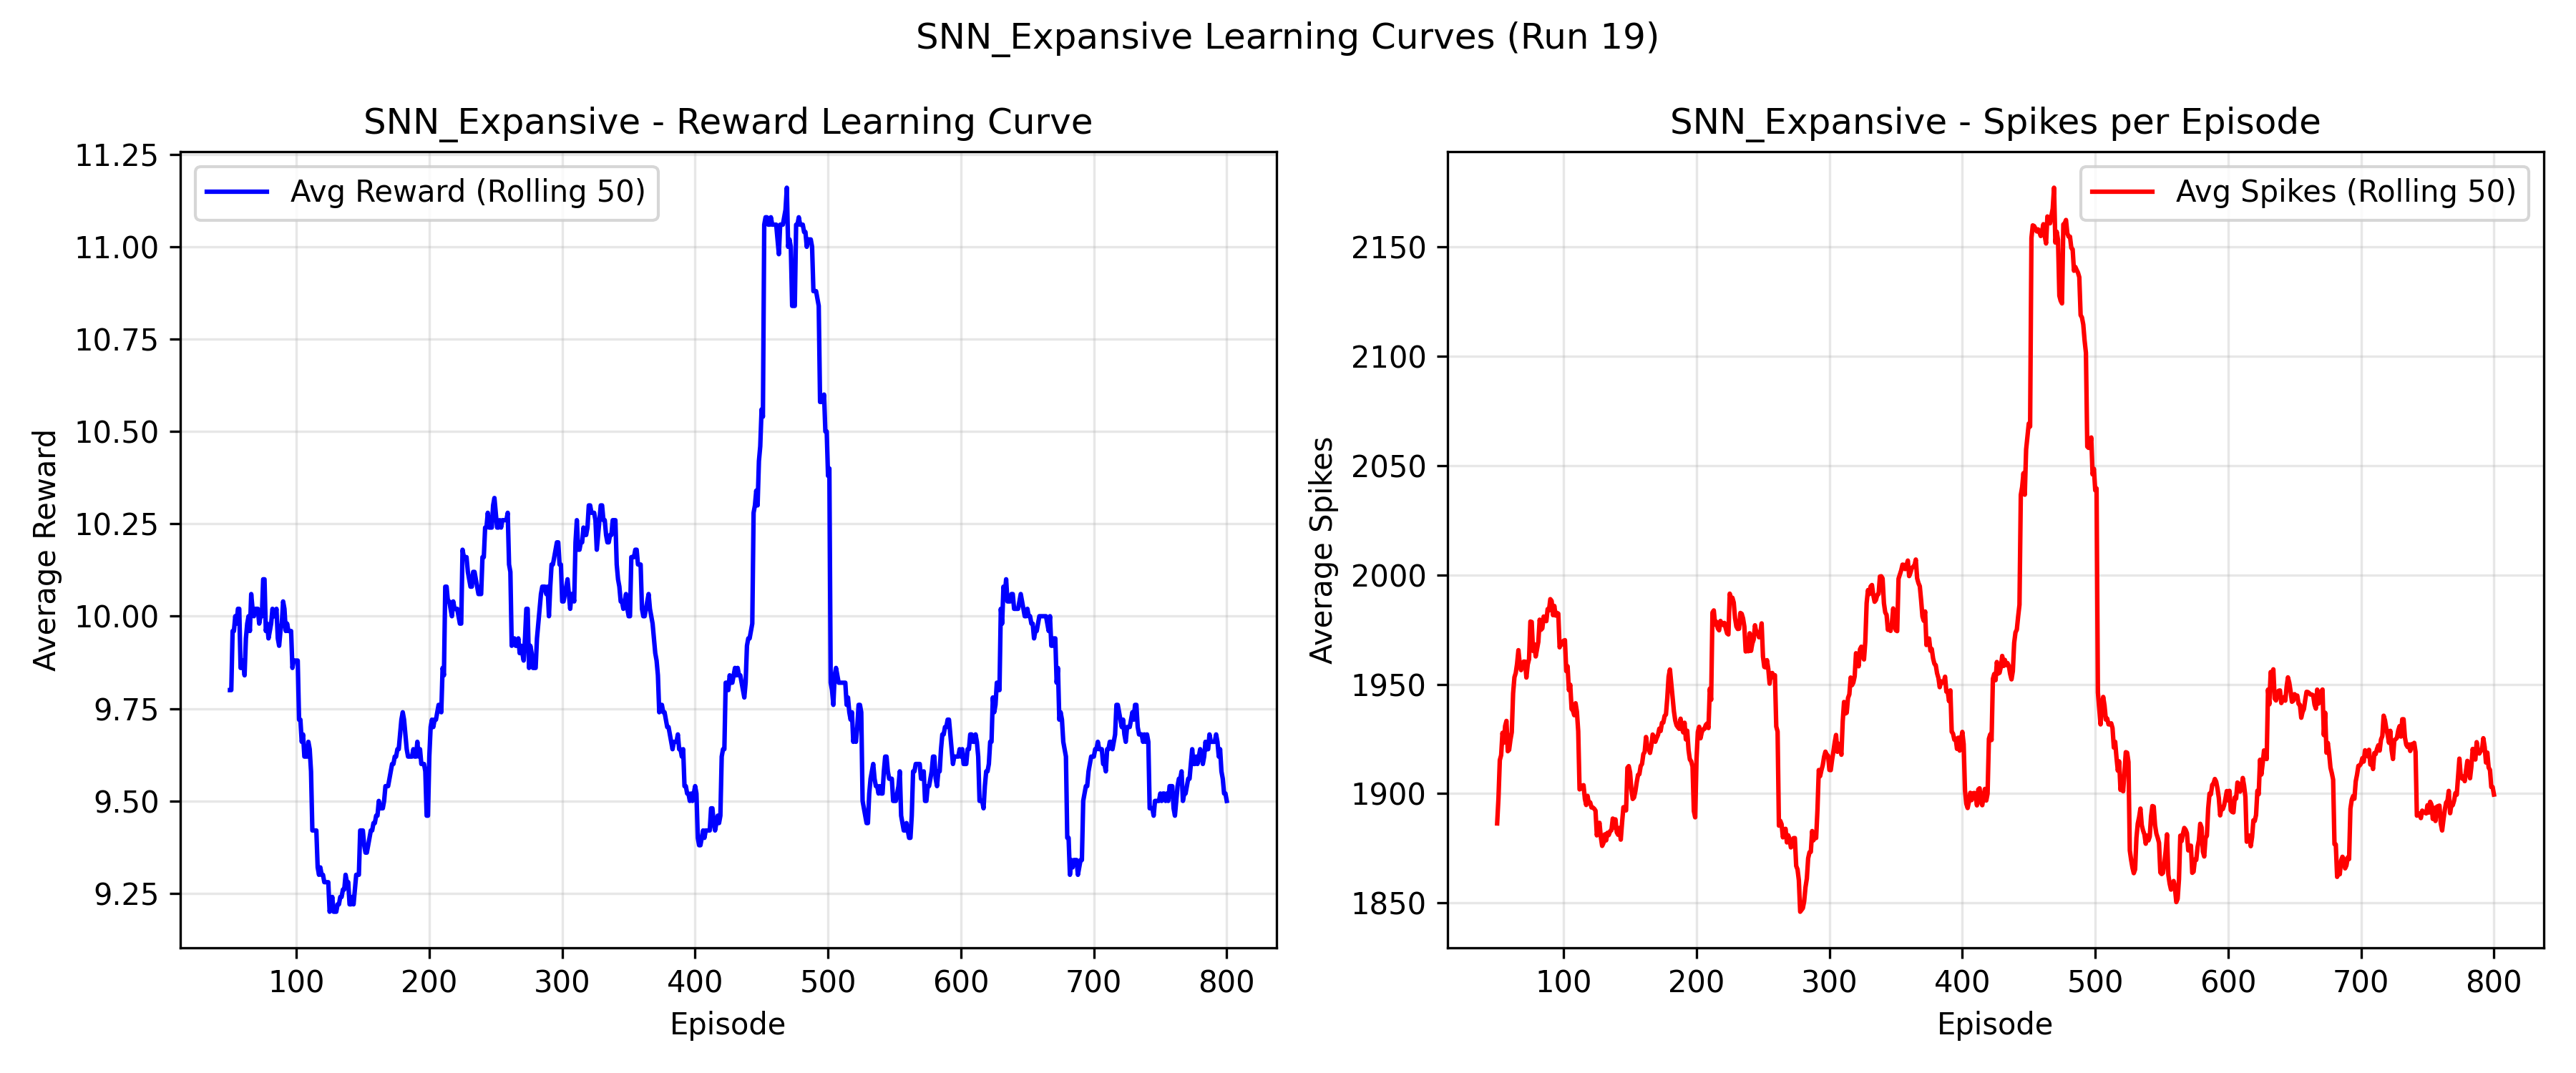 SNN_Expansive Learning Curves (Run 19)
SNN_Expansive - Reward Learning Curve
Avg Reward (Rolling 50)
Average Reward
11.25
11.00
10.75
10.50
10.25
10.00
9.75
9.50
9.25
100 200 300 400 500 600 700 800
Episode
SNN_Expansive - Spikes per Episode
Avg Spikes (Rolling 50)
Average Spikes
2150
2100
2050
2000
1950
1900
1850
100 200 300 400 500 600 700 800
Episode